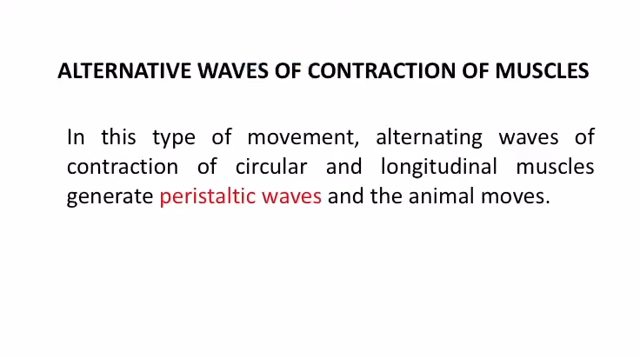 ALTERNATIVE WAVES OF CONTRACTION OF MUSCLES
In this type of movement, alternating waves of
contraction of circular and longitudinal muscles
generate peristaltic waves and the animal moves.